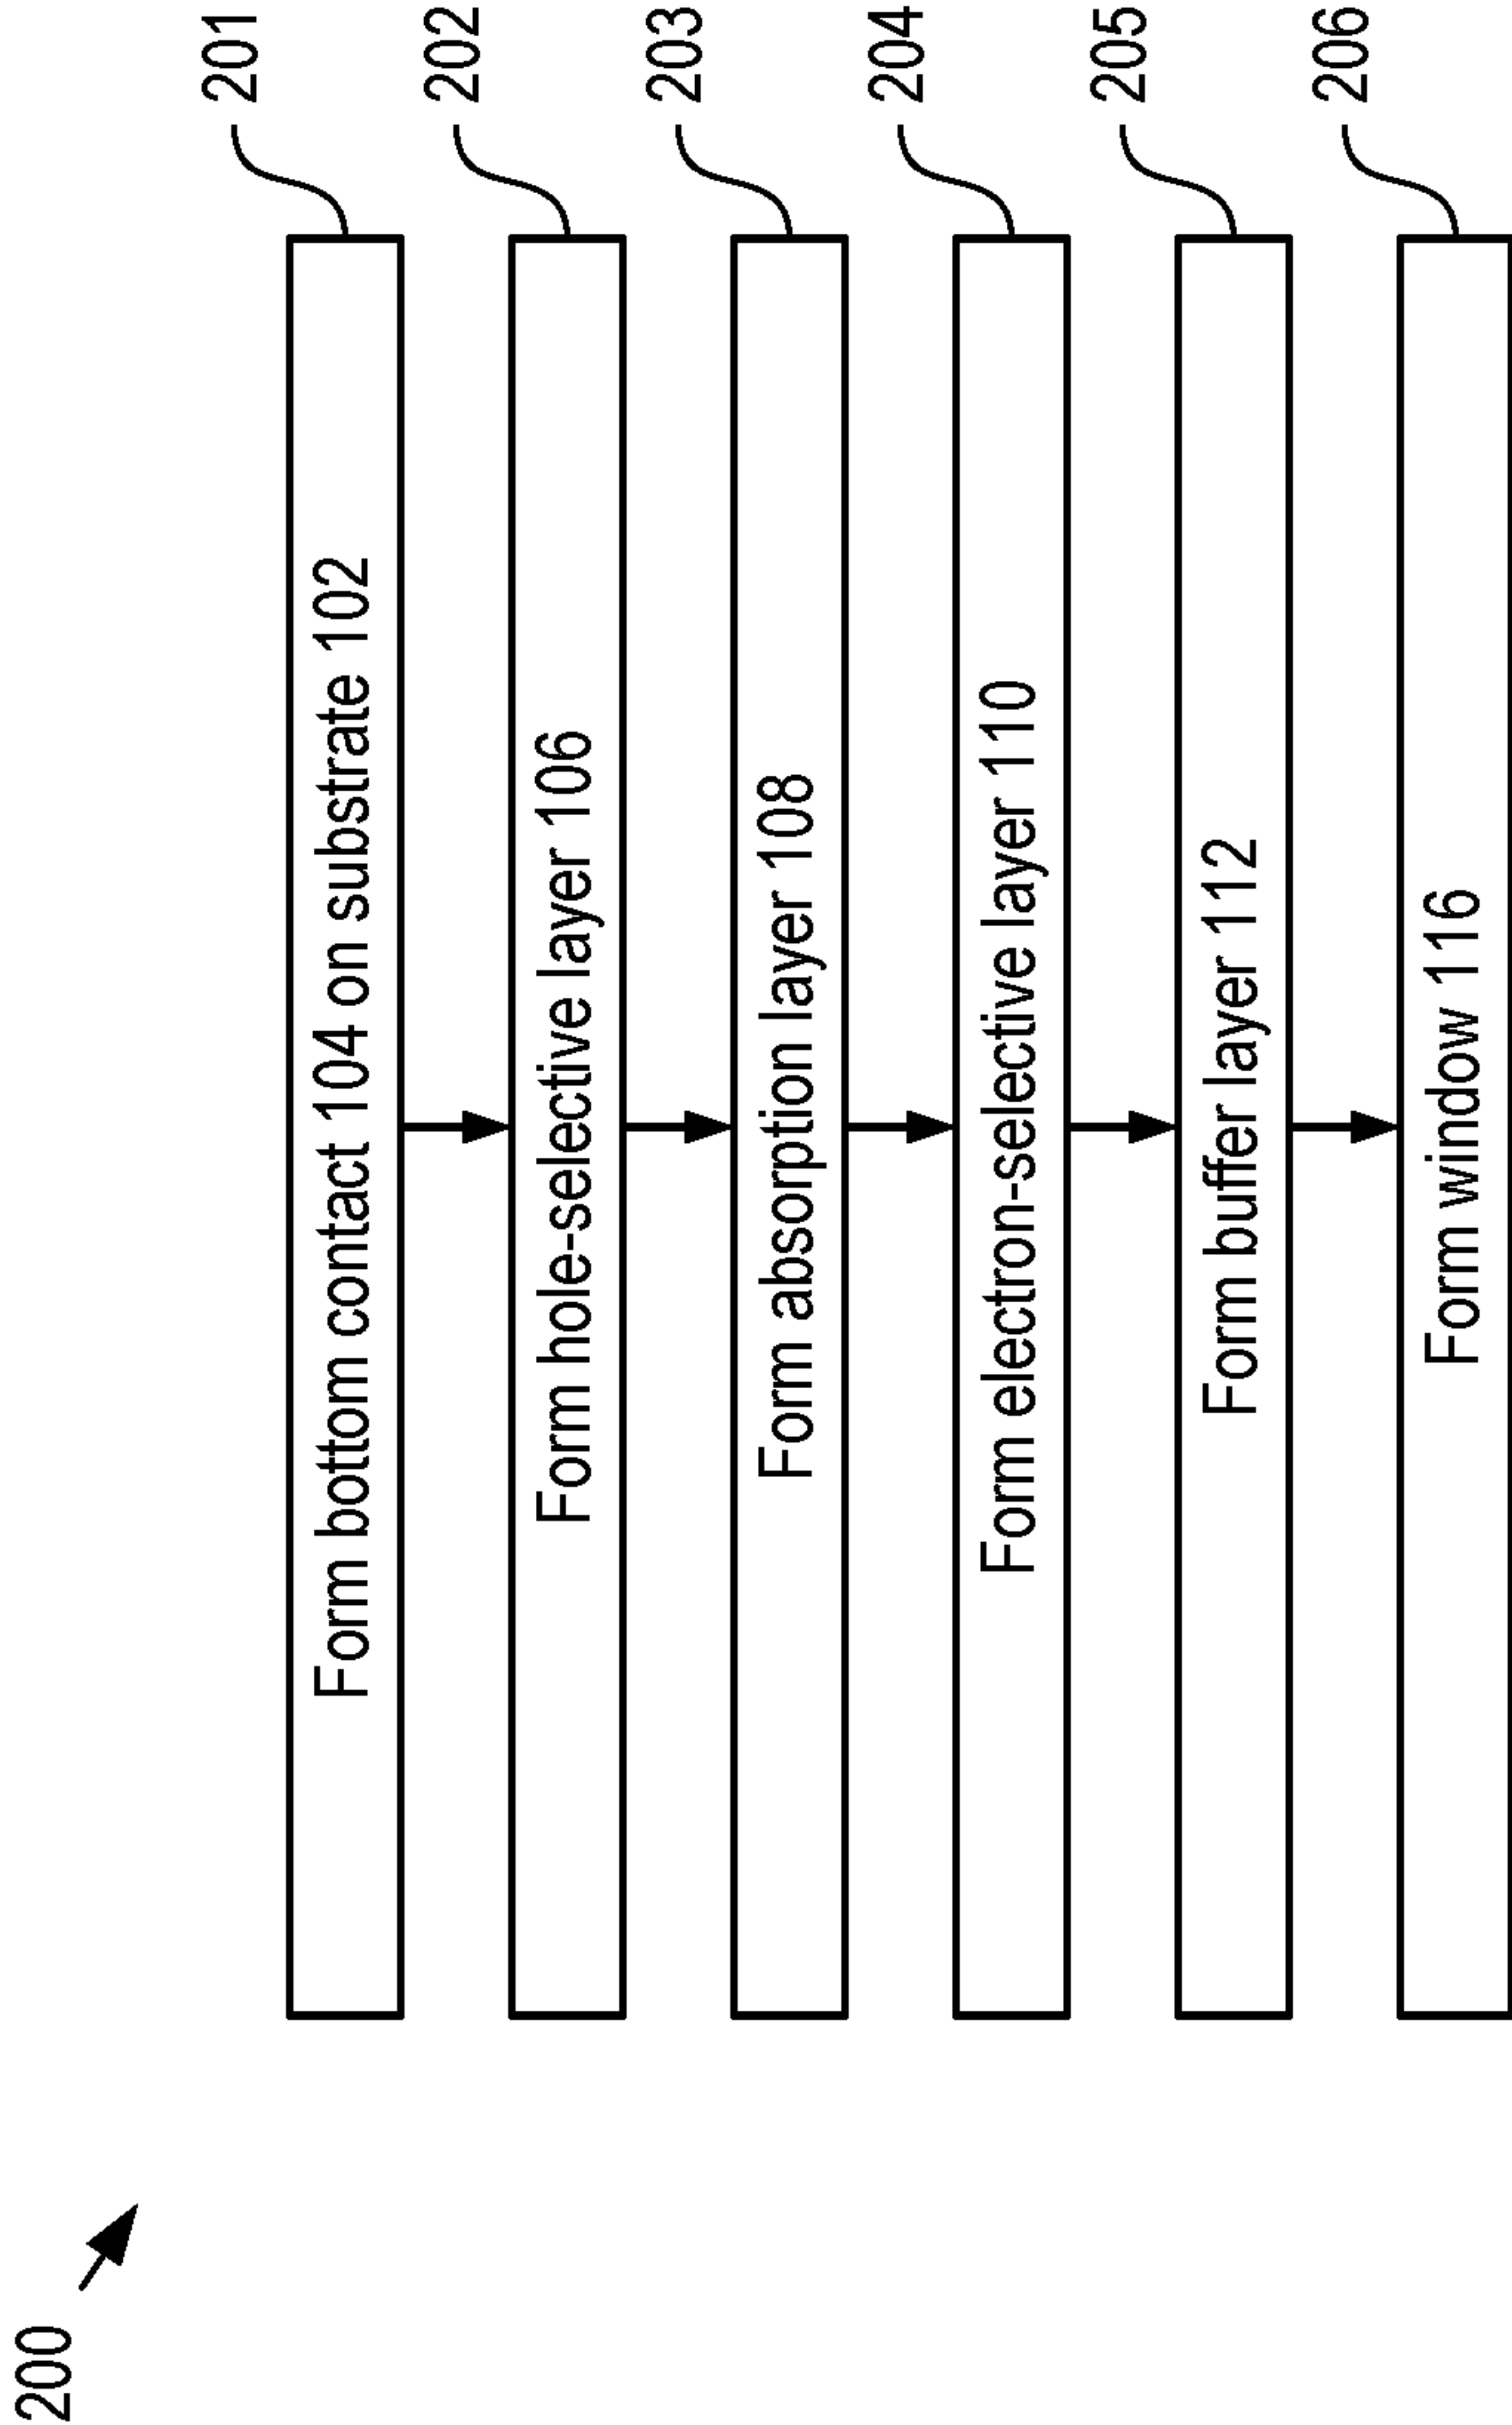 200
Form bottom contact 104 on substrate 102
201
Form hole-selective layer 106
202
Form absorption layer 108
203
Form electron-selective layer 110
204
Form buffer layer 112
205
Form window 116
206